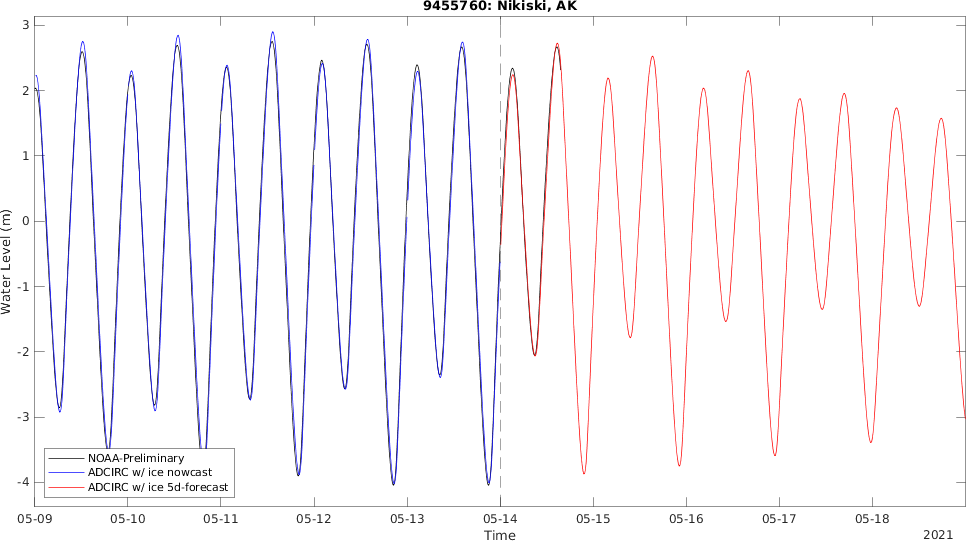 9455760: Nikiski, AK
3
2
1
0
-1
-2
-3
-4
Water Level (m)
NOAA-Preliminary
ADCIRC w/ ice nowcast
ADCIRC w/ ice 5d-forecast
05-09 05-10 05-11 05-12 05-13 05-14 05-15 05-16 05-17 05-18
Time
2021